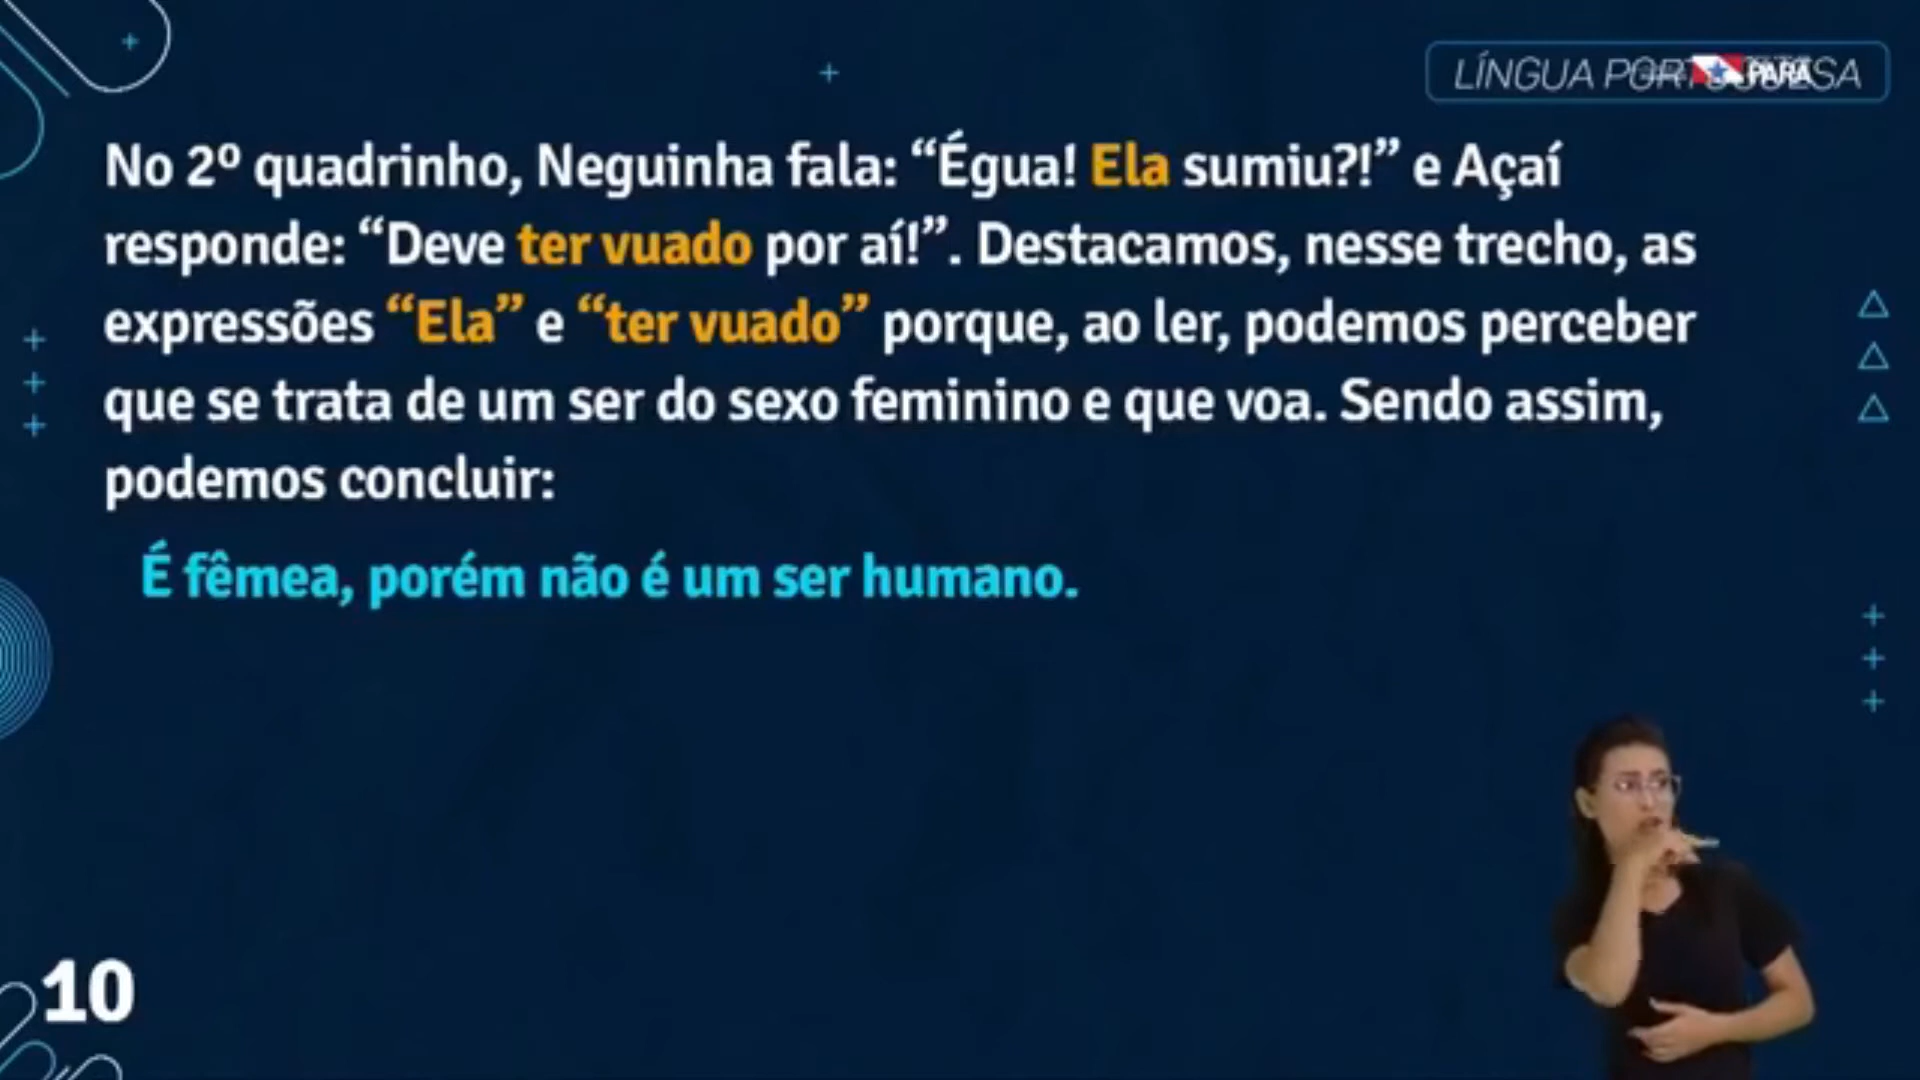 LÍNGUA PORTUGUESA
PARÁ
No 2º quadrinho, Neguinha fala: “Égua! Ela sumiu?!” e Açaí
responde: “Deve ter vuado por aí!”. Destacamos, nesse trecho, as
expressões “Ela” e “ter vuado” porque, ao ler, podemos perceber
que se trata de um ser do sexo feminino e que voa. Sendo assim,
podemos concluir:
É fêmea, porém não é um ser humano.
10